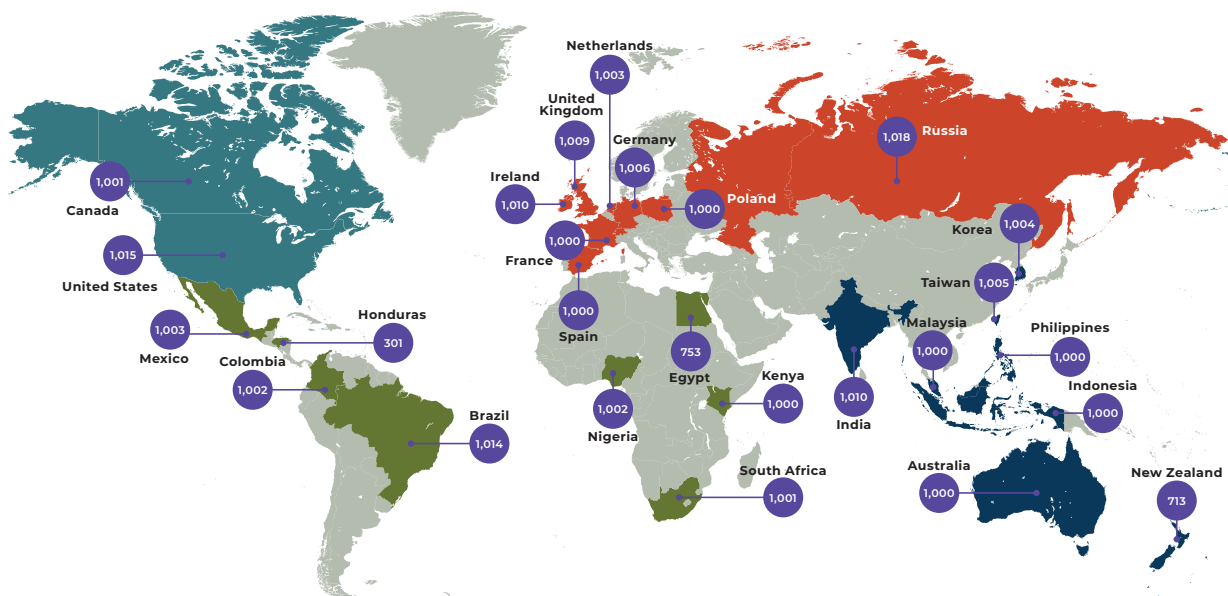 Netherlands
1,003
United
Kingdom
1,009
Germany
1,006
Russia
1,018
Ireland
1,010
Poland
1,000
Canada
1,001
France
1,000
Korea
1,004
United States
1,015
Taiwan
1,005
Spain
1,000
Honduras
301
Mexico
1,003
Malaysia
1,000
Philippines
1,000
Egypt
753
Colombia
1,002
Kenya
1,000
Indonesia
1,000
Nigeria
1,002
India
1,010
Brazil
1,014
South Africa
1,001
Australia
1,000
New Zealand
713